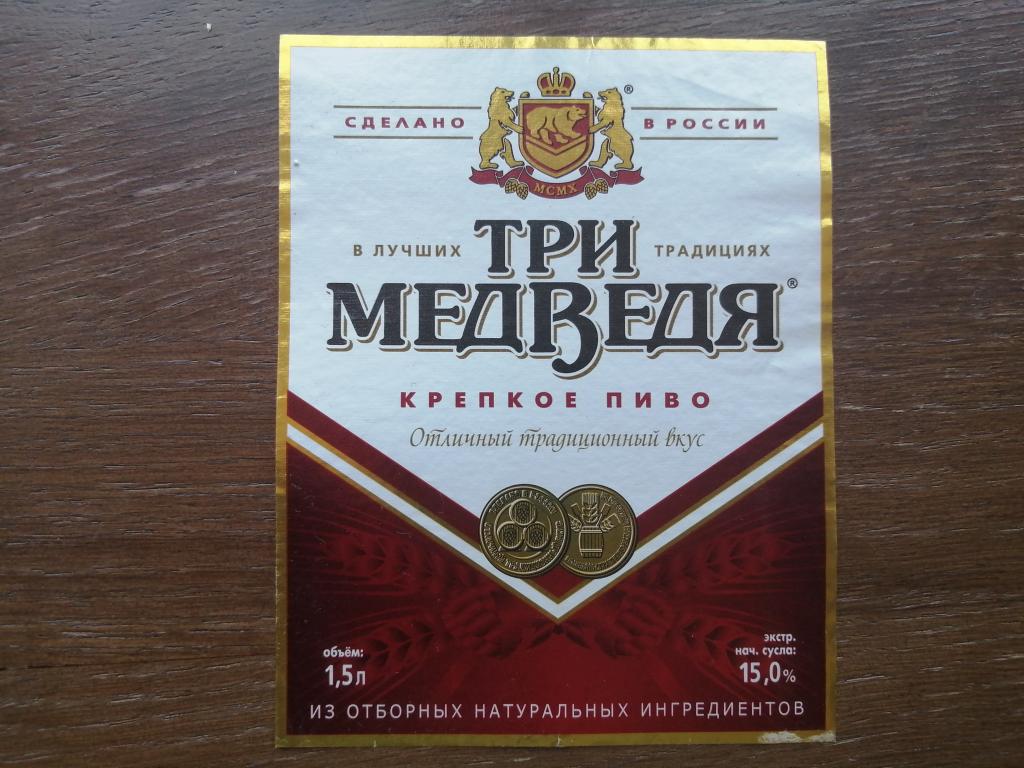 СДЕЛАНО В РОССИИ
®
MCMX
В ЛУЧШИХ ТРАДИЦИЯХ
ТРИ
МЕДВЕДЯ®
КРЕПКОЕ ПИВО
Отличный традиционный вкус
объём:
1,5л
экстр.
нач. сусла:
15,0%
ИЗ ОТБОРНЫХ НАТУРАЛЬНЫХ ИНГРЕДИЕНТОВ